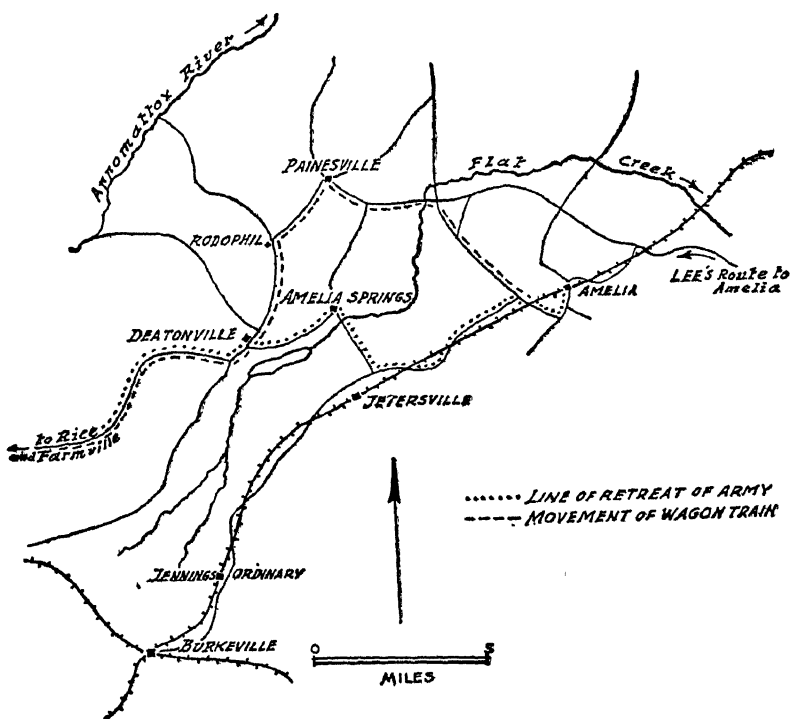 Appomattox River
PAINESVILLE
Flat Creek
RODOPHIL
LEE'S Route to
Amelia
AMELIA SPRINGS
AMELIA
DEATONVILLE
JETERSVILLE
to Rice
and Farmville
LINE OF RETREAT OF ARMY
MOVEMENT OF WAGON TRAIN
JENNINGS ORDINARY
BURKEVILLE
0 5
MILES